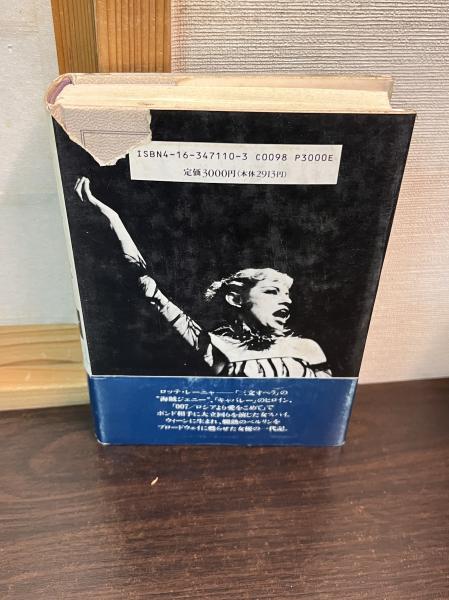 ISBN4-16-347110-3 C0098 P3000E
定価3000円(本体2913円)
ロッテ・レーニャ──「三文オペラ」の
“海賊ジェニー”、「キャバレー」のヒロイン、
「007/ロシアより愛をこめて」で
ボンド相手に大立回りを演じた女スパイ。
ウィーンに生まれ、爛熟のベルリンを
ブロードウェイに甦らせた女優の一代記。